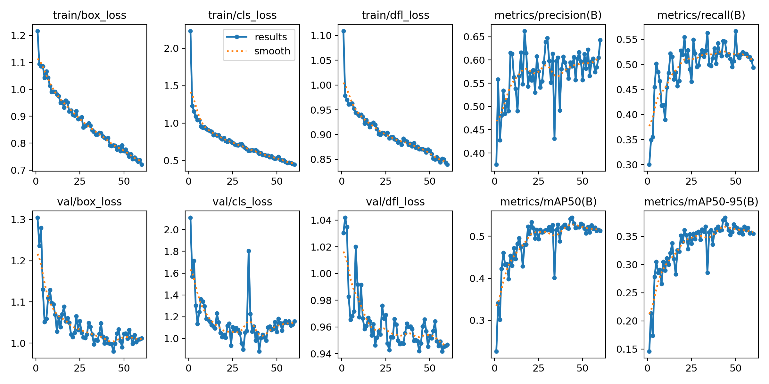 train/box_loss
train/cls_loss
train/dfl_loss
metrics/precision(B)
metrics/recall(B)
1.2
1.1
1.0
0.9
0.8
0.7
0 25 50
2.0
1.5
1.0
0.5
0 25 50
results
smooth
1.10
1.05
1.00
0.95
0.90
0.85
0 25 50
0.65
0.60
0.55
0.50
0.45
0.40
0 25 50
0.55
0.50
0.45
0.40
0.35
0.30
0 25 50
val/box_loss
val/cls_loss
val/dfl_loss
metrics/mAP50(B)
metrics/mAP50-95(B)
1.3
1.2
1.1
1.0
0 25 50
2.0
1.8
1.6
1.4
1.2
1.0
0 25 50
1.04
1.02
1.00
0.98
0.96
0.94
0 25 50
0.5
0.4
0.3
0 25 50
0.35
0.30
0.25
0.20
0.15
0 25 50